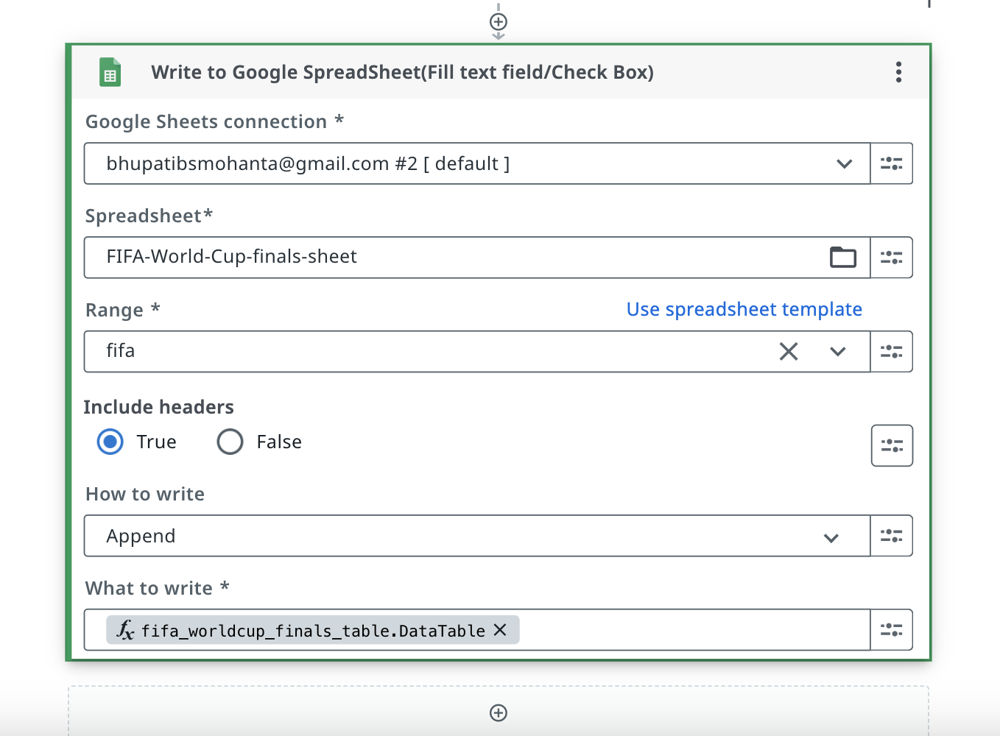 Write to Google SpreadSheet(Fill text field/Check Box)
Google Sheets connection *
bhupatibsmohanta@gmail.com #2 [ default ]
Spreadsheet*
FIFA-World-Cup-finals-sheet
Range *
Use spreadsheet template
fifa
Include headers
True
False
How to write
Append
What to write *
fx fifa_worldcup_finals_table.DataTable